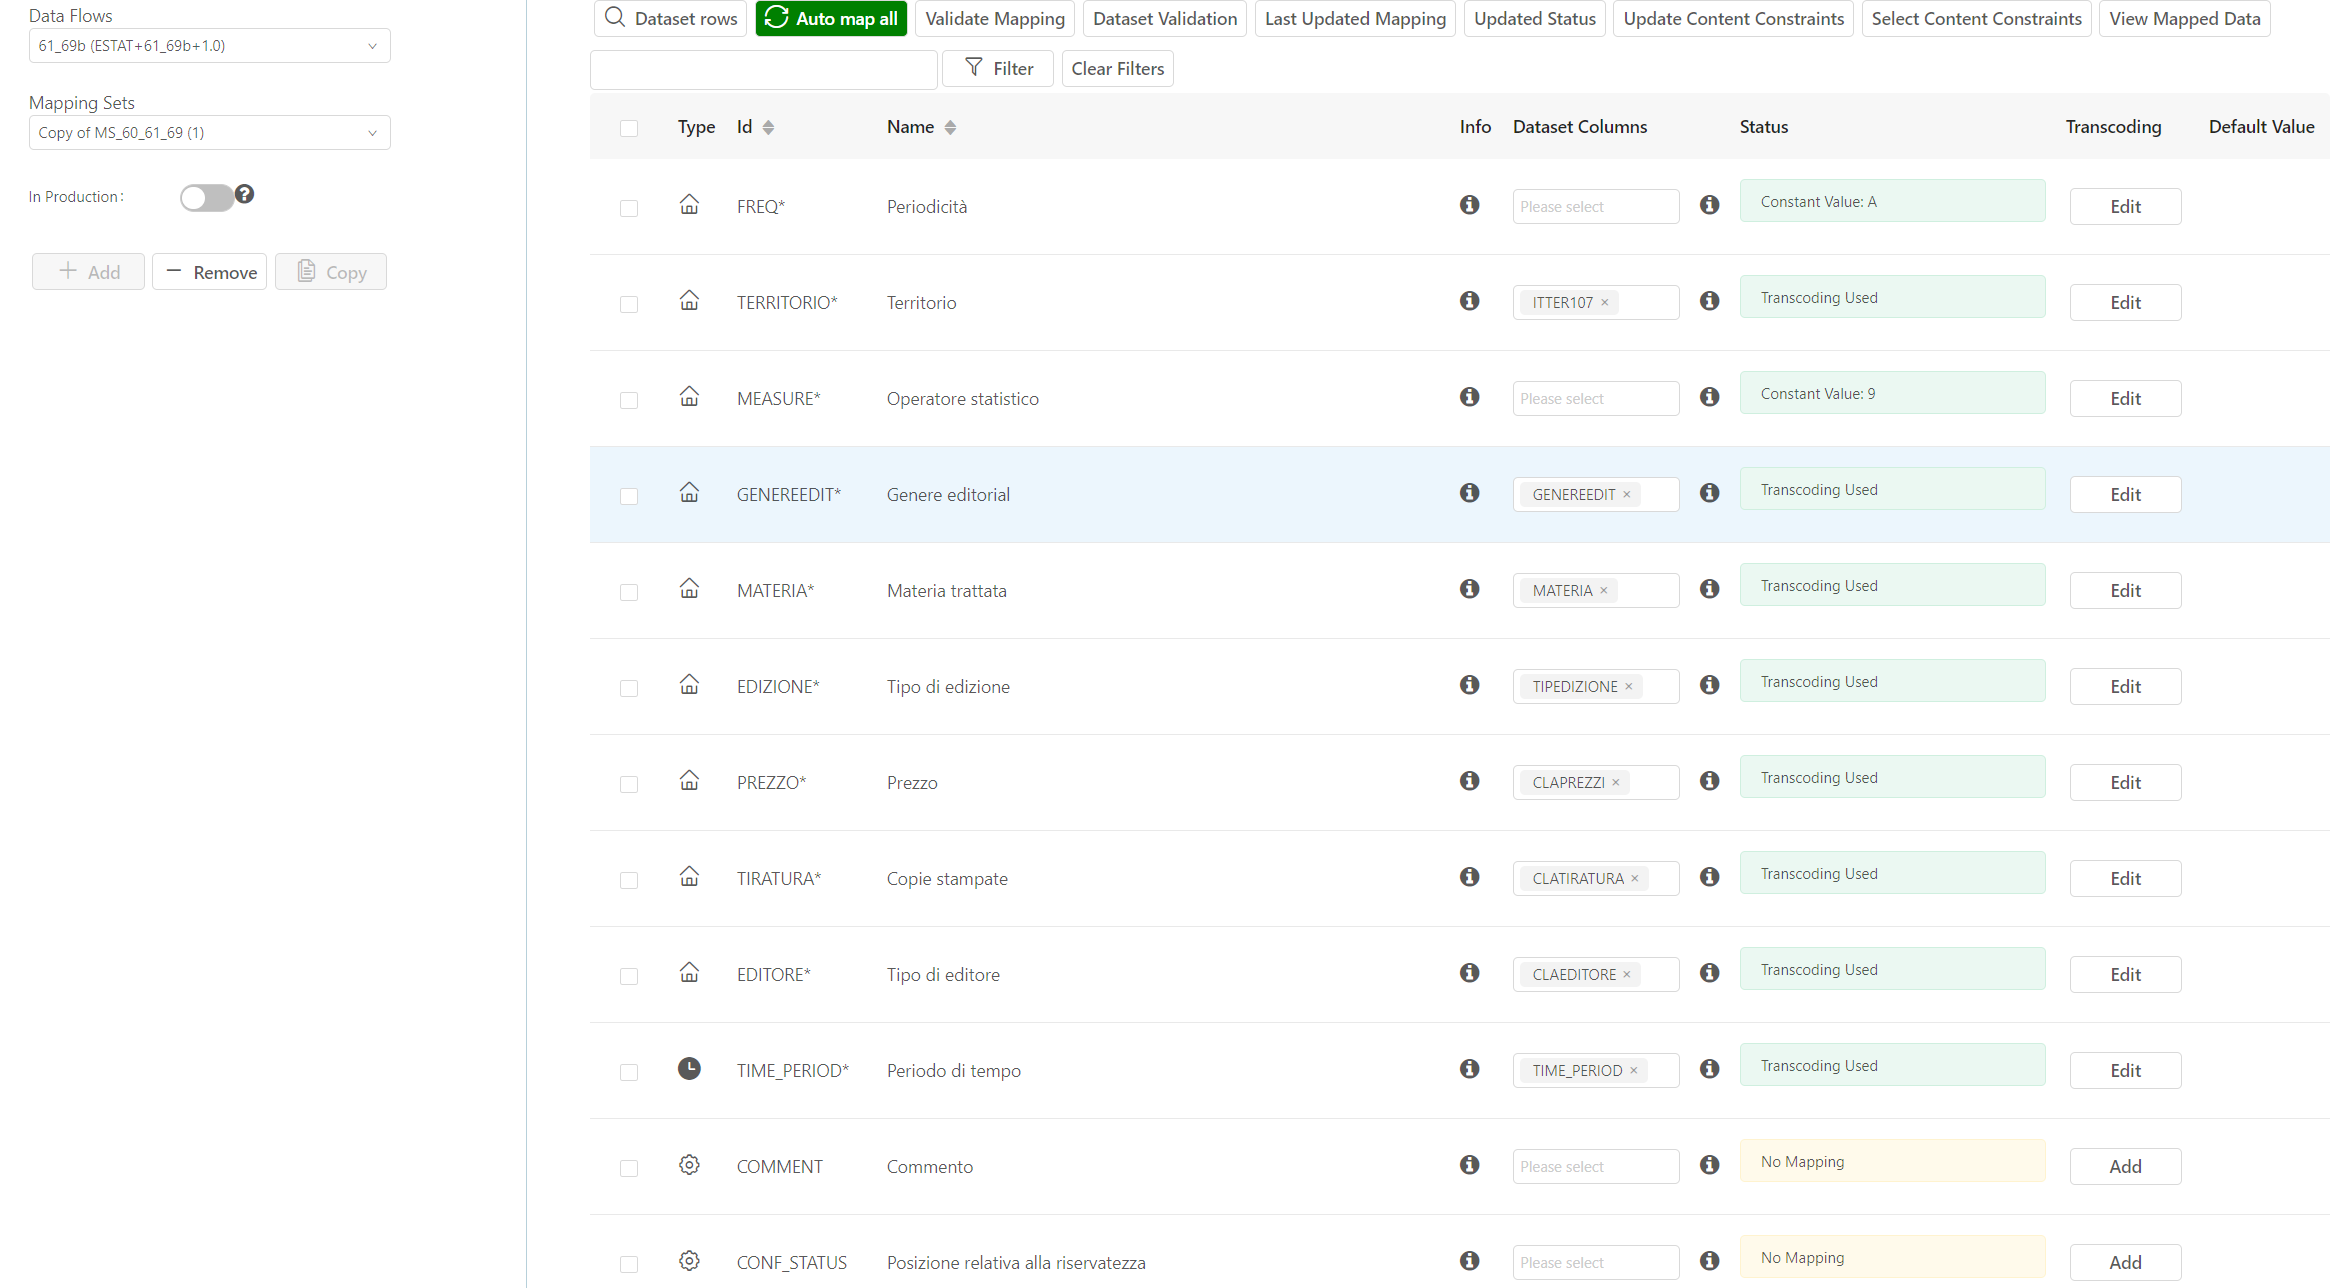 Data Flows
61_69b (ESTAT+61_69b+1.0)
Mapping Sets
Copy of MS_60_61_69 (1)
In Production:
Add Remove Copy
Dataset rows Auto map all Validate Mapping Dataset Validation Last Updated Mapping Updated Status Update Content Constraints Select Content Constraints View Mapped Data
Filter Clear Filters
Type Id Name Info Dataset Columns Status Transcoding Default Value
FREQ* Periodicità Please select Constant Value: A Edit
TERRITORIO* Territorio ITTER107 × Transcoding Used Edit
MEASURE* Operatore statistico Please select Constant Value: 9 Edit
GENEREEDIT* Genere editorial GENEREEDIT × Transcoding Used Edit
MATERIA* Materia trattata MATERIA × Transcoding Used Edit
EDIZIONE* Tipo di edizione TIPEDIZIONE × Transcoding Used Edit
PREZZO* Prezzo CLAPREZZI × Transcoding Used Edit
TIRATURA* Copie stampate CLATIRATURA × Transcoding Used Edit
EDITORE* Tipo di editore CLAEDITORE × Transcoding Used Edit
TIME_PERIOD* Periodo di tempo TIME_PERIOD × Transcoding Used Edit
COMMENT Commento Please select No Mapping Add
CONF_STATUS Posizione relativa alla riservatezza Please select No Mapping Add